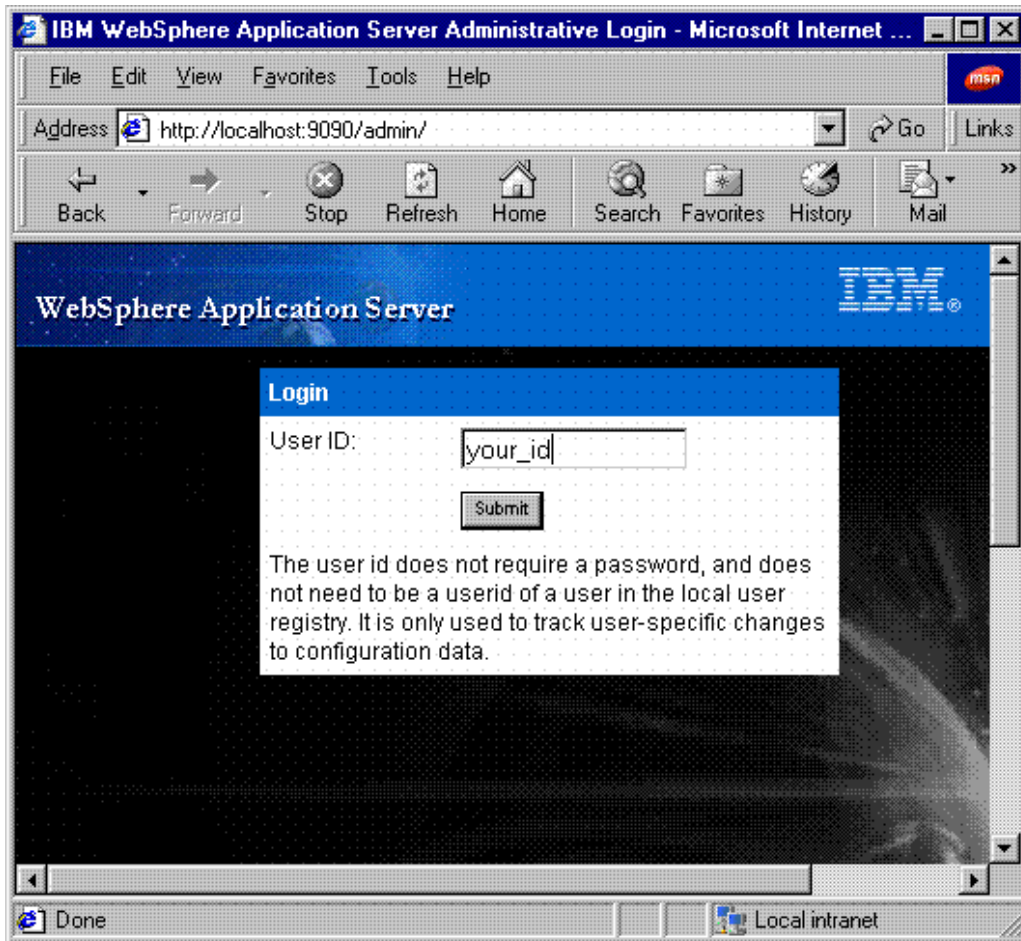 IBM WebSphere Application Server Administrative Login - Microsoft Internet ...
File Edit View Favorites Tools Help
msn
Address http://localhost:9090/admin/ Go Links
Back Forward Stop Refresh Home Search Favorites History Mail »
WebSphere Application Server
IBM®
Login
User ID: your_id
Submit
The user id does not require a password, and does
not need to be a userid of a user in the local user
registry. It is only used to track user-specific changes
to configuration data.
Done Local intranet